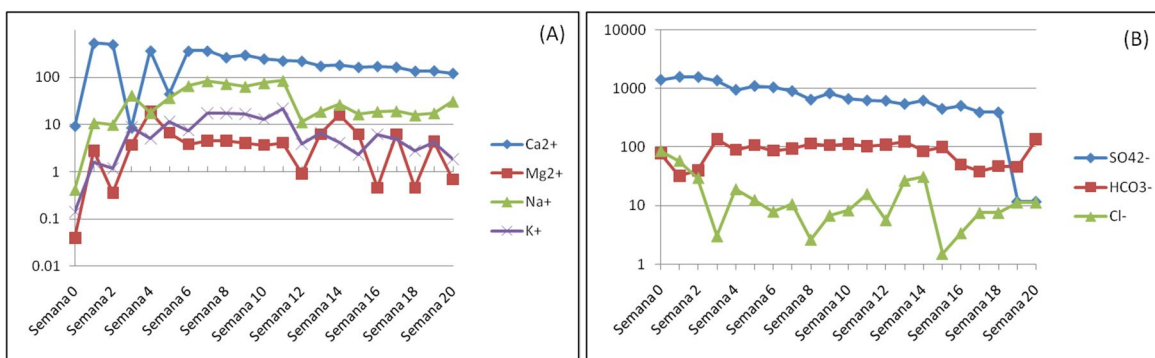 (A)
100
10
1
0.1
0.01
Semana 0
Semana 2
Semana 4
Semana 6
Semana 8
Semana 10
Semana 12
Semana 14
Semana 16
Semana 18
Semana 20
Ca2+
Mg2+
Na+
K+
(B)
10000
1000
100
10
1
Semana 0
Semana 2
Semana 4
Semana 6
Semana 8
Semana 10
Semana 12
Semana 14
Semana 16
Semana 18
Semana 20
SO42-
HCO3-
Cl-